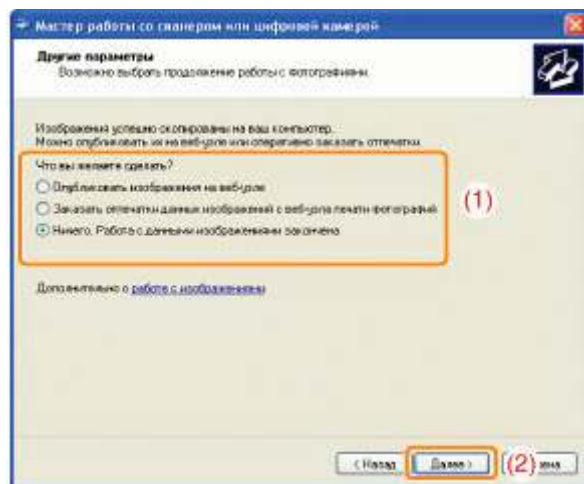 Мастер работы со сканером или цифровой камерой
Другие параметры
Возможно выбрать продолжение работы с фотографиями.
Изображения успешно скопированы на ваш компьютер.
Можно опубликовать их на веб-узле или оперативно заказать отпечатки.
Что вы желаете сделать?
Опубликовать изображения на веб-узле
Заказать отпечатки данных изображений с веб-узла печати фотографий
(1)
Ничего. Работа с данными изображениями закончена
Дополнительно о работе с изображениями
< Назад
Далее >
(2)
ена